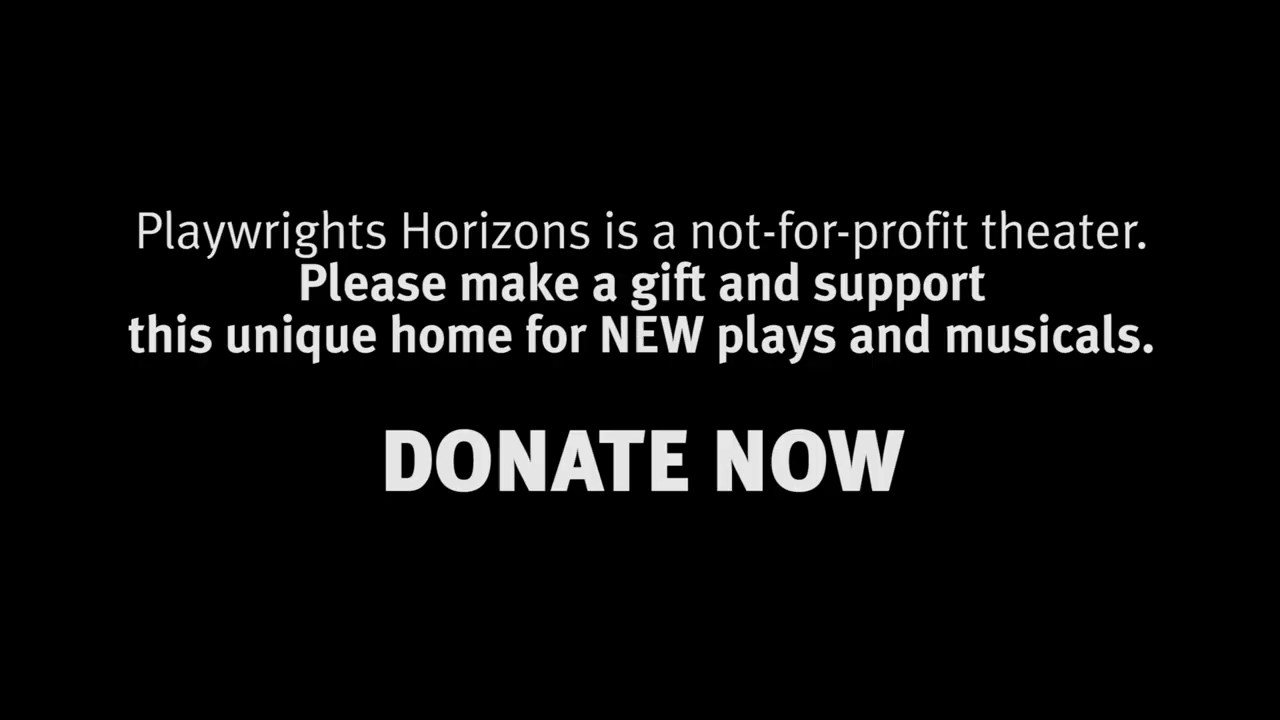 Playwrights Horizons is a not-for-profit theater.
Please make a gift and support
this unique home for NEW plays and musicals.
DONATE NOW